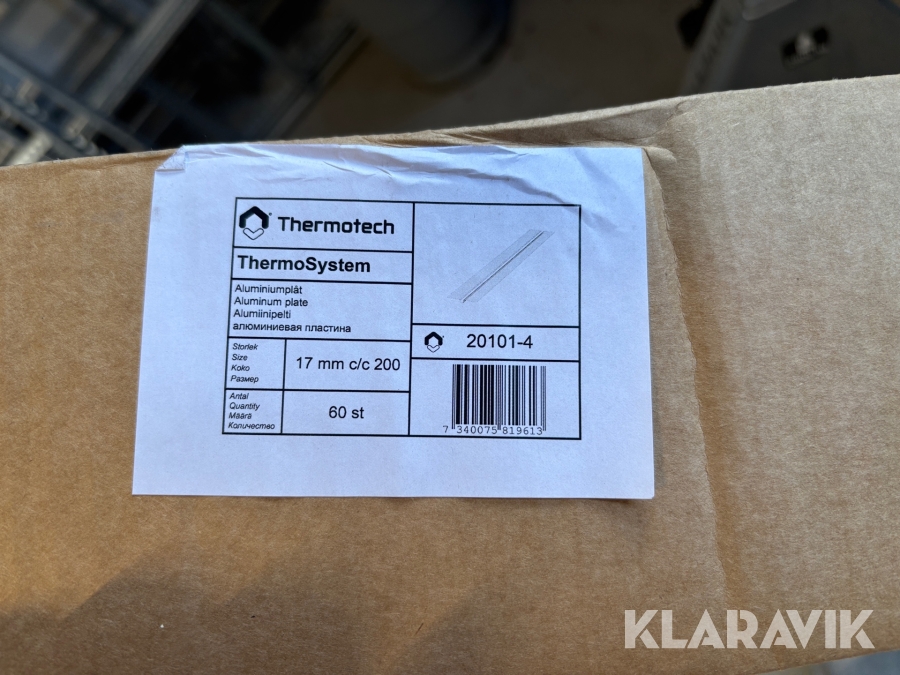 Thermotech
ThermoSystem
Aluminiumplåt
Aluminum plate
Alumiinipelti
алюминиевая пластина
Storlek
Size
Koko
Размер
17 mm c/c 200
Antal
Quantity
Määrä
Количество
60 st
20101-4
7 340075 819613
KLARAVIK